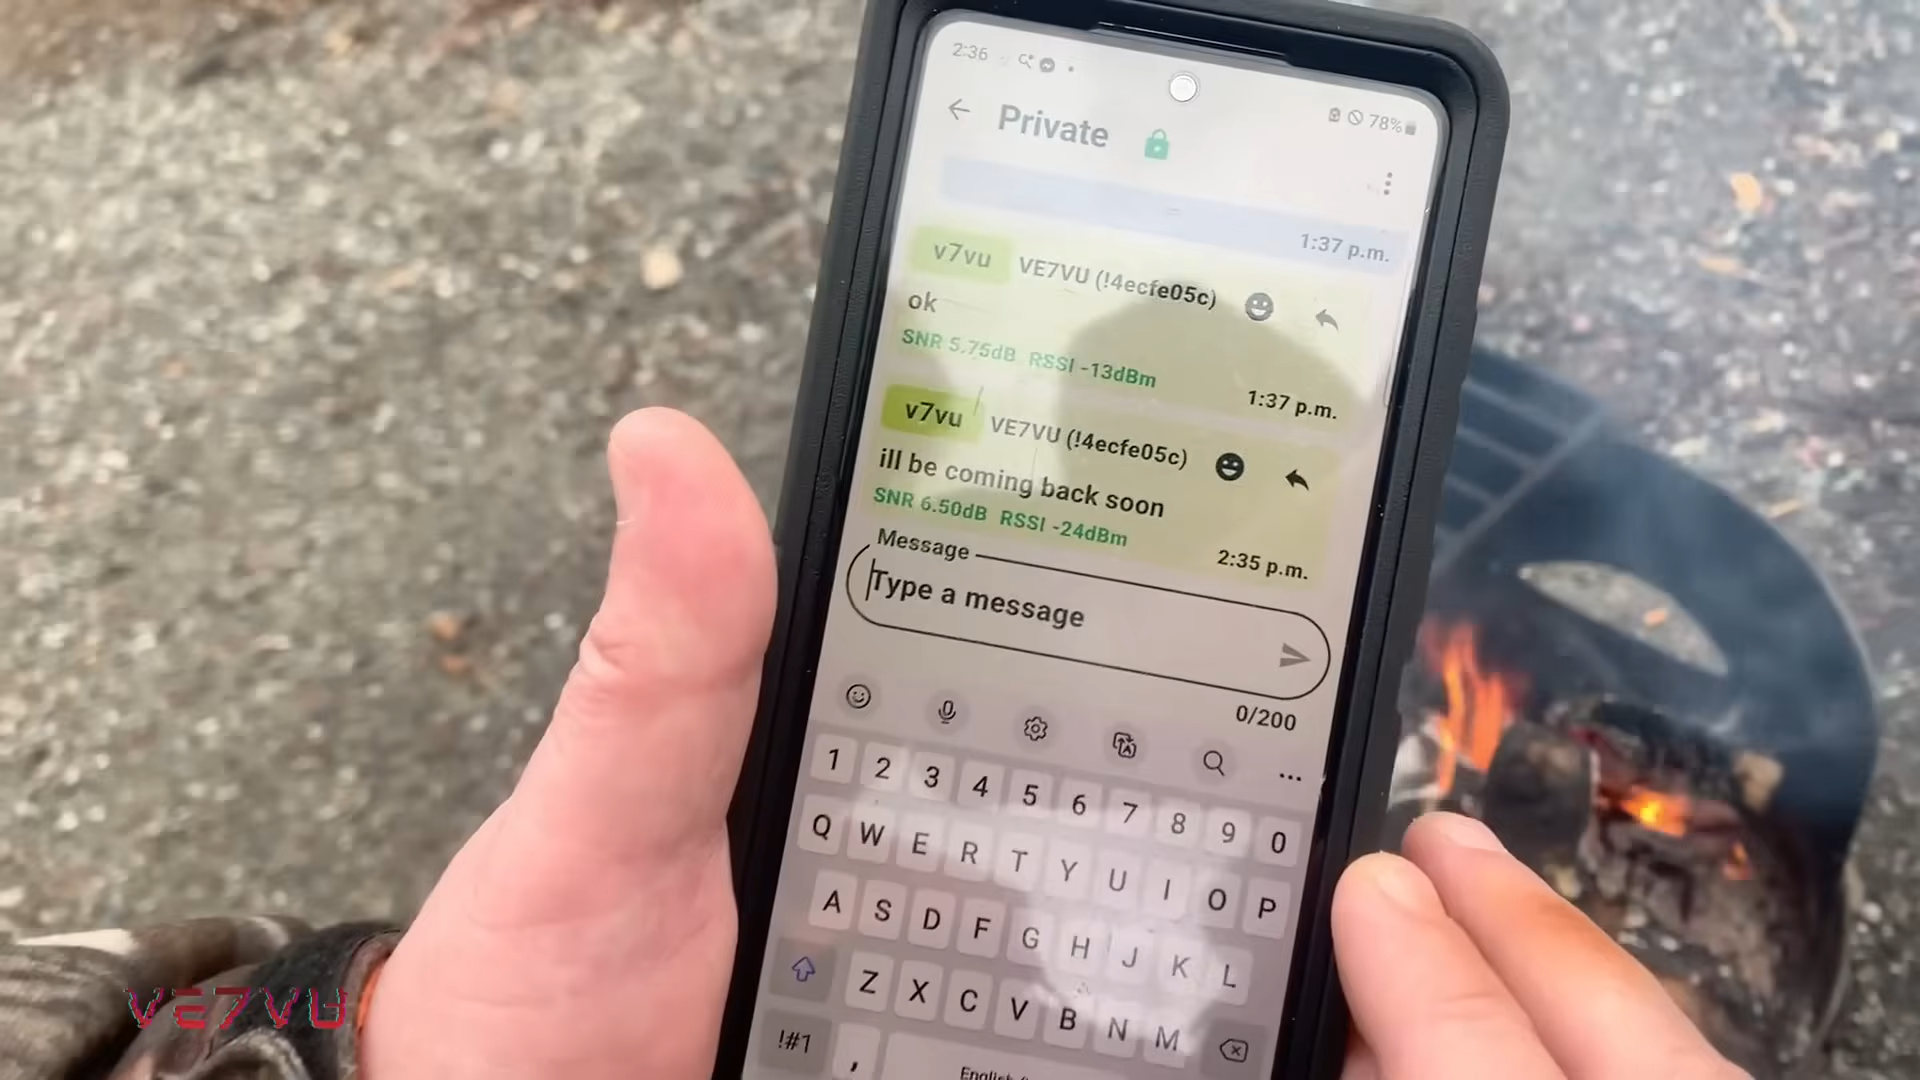 2:36
78%
Private
1:37 p.m.
v7vu VE7VU (!4ecfe05c)
ok
SNR 5.75dB RSSI -13dBm
1:37 p.m.
v7vu VE7VU (!4ecfe05c)
ill be coming back soon
SNR 6.50dB RSSI -24dBm
2:35 p.m.
Message
Type a message
0/200
1 2 3 4 5 6 7 8 9 0
Q W E R T Y U I O P
A S D F G H J K L
Z X C V B N M
!#1 ,
VE7VU